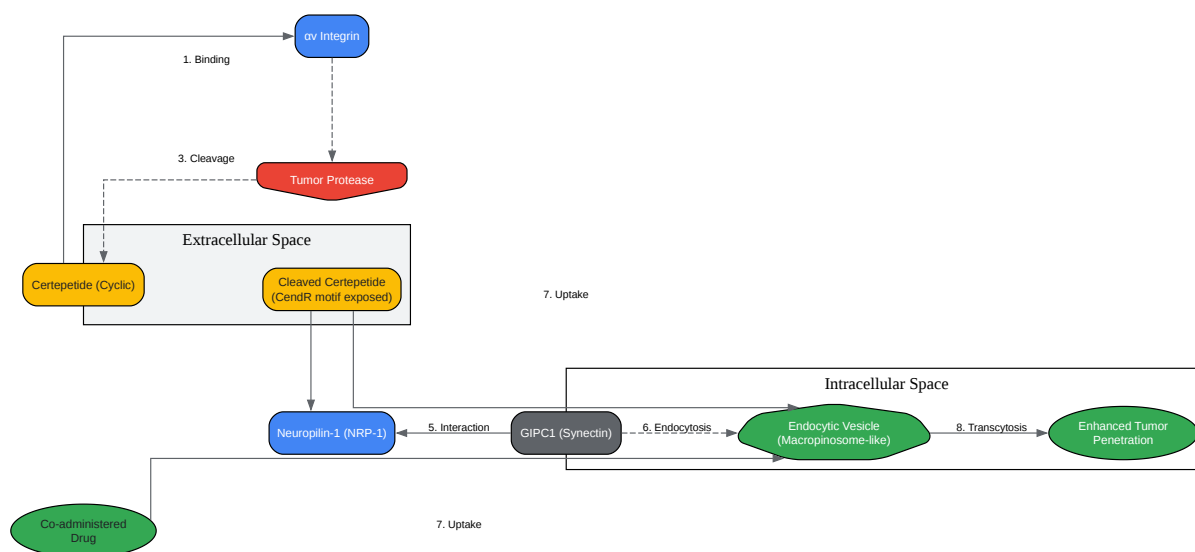 αv Integrin
1. Binding
3. Cleavage
Tumor Protease
Extracellular Space
Certepetide (Cyclic)
Cleaved Certepetide
(CendR motif exposed)
7. Uptake
Intracellular Space
Neuropilin-1 (NRP-1)
5. Interaction
GIPC1 (Synectin)
6. Endocytosis
Endocytic Vesicle
(Macropinosome-like)
8. Transcytosis
Enhanced Tumor
Penetration
Co-administered
Drug
7. Uptake